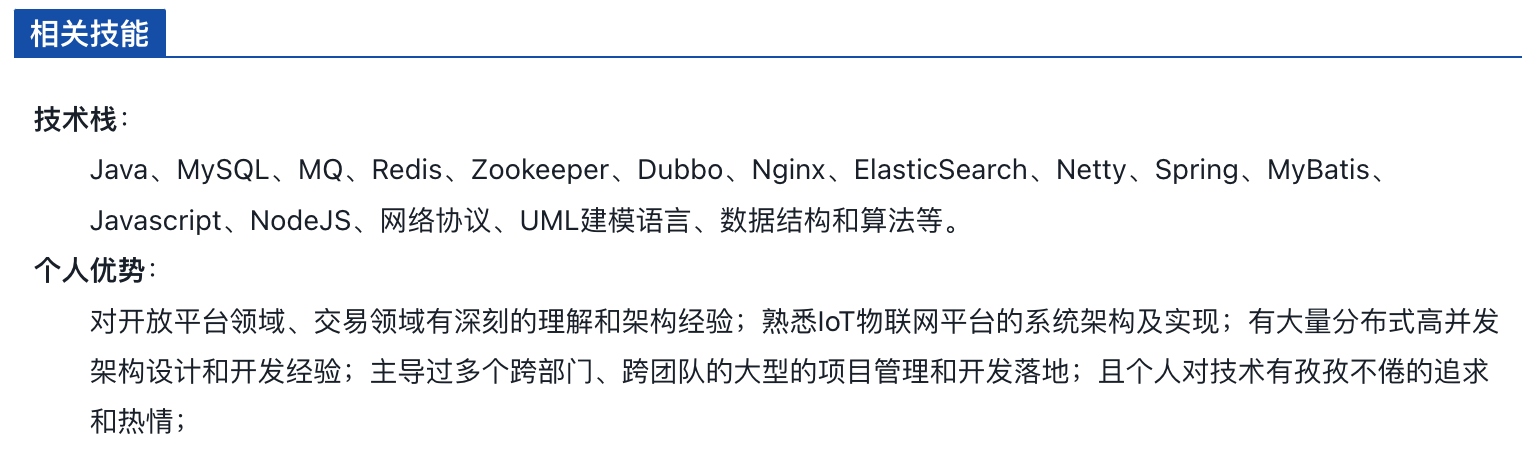 相关技能
技术栈：
Java、MySQL、MQ、Redis、Zookeeper、Dubbo、Nginx、ElasticSearch、Netty、Spring、MyBatis、
Javascript、NodeJS、网络协议、UML建模语言、数据结构和算法等。
个人优势：
对开放平台领域、交易领域有深刻的理解和架构经验；熟悉IoT物联网平台的系统架构及实现；有大量分布式高并发
架构设计和开发经验；主导过多个跨部门、跨团队的大型的项目管理和开发落地；且个人对技术有孜孜不倦的追求
和热情；